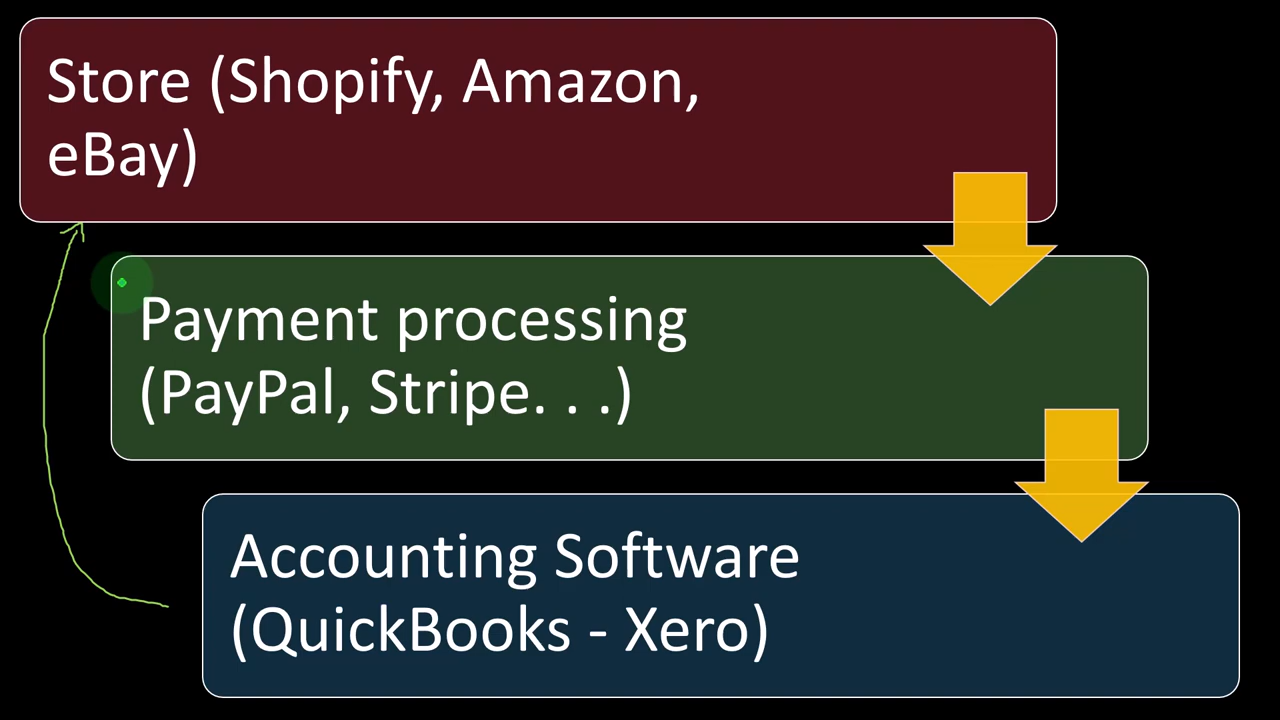 Store (Shopify, Amazon,
eBay)
Payment processing
(PayPal, Stripe. . .)
Accounting Software
(QuickBooks - Xero)